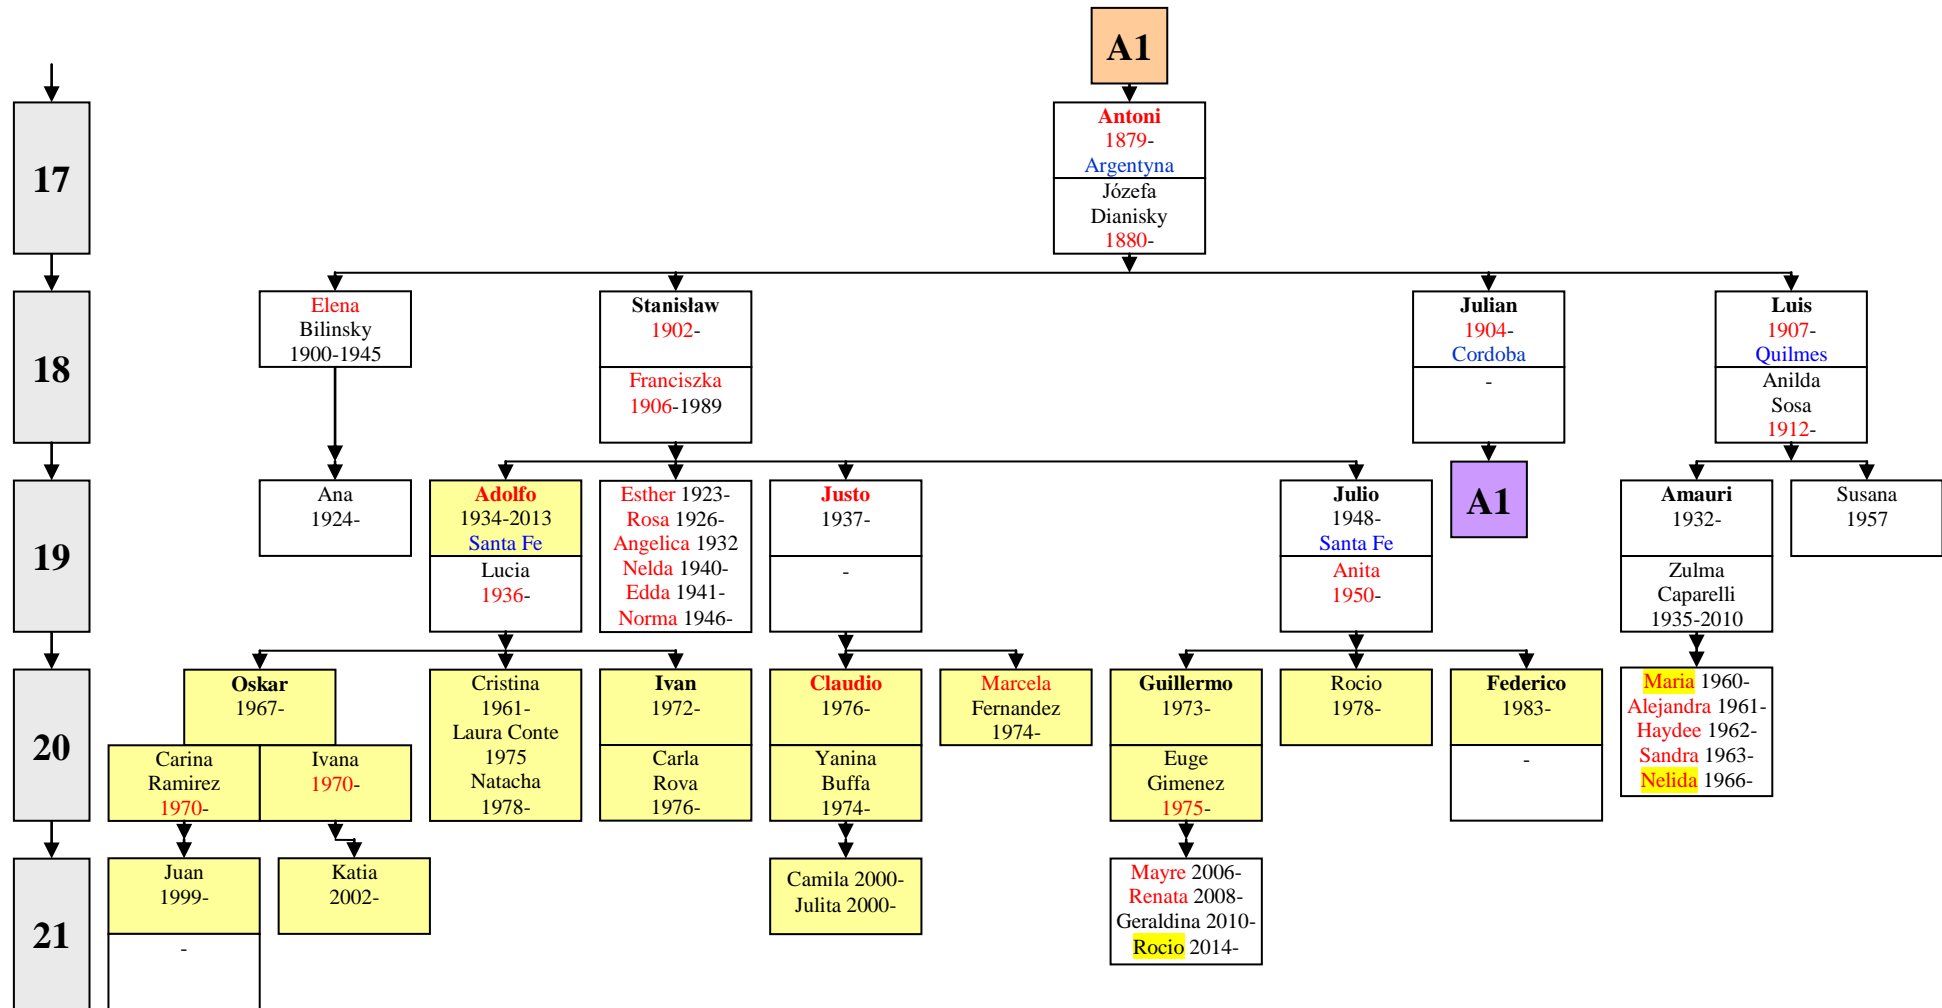 A1
Antoni
1879-
Argentyna
Józefa
Dianisky
1880-
17
Elena
Bilinsky
1900-1945
Stanisław
1902-
Franciszka
1906-1989
Julian
1904-
Cordoba
-
Luis
1907-
Quilmes
Anilda
Sosa
1912-
18
Ana
1924-
Adolfo
1934-2013
Santa Fe
Lucia
1936-
Esther 1923-
Rosa 1926-
Angelica 1932
Nelda 1940-
Edda 1941-
Norma 1946-
Justo
1937-
-
Julio
1948-
Santa Fe
Anita
1950-
A1
Amauri
1932-
Zulma
Caparelli
1935-2010
Susana
1957
19
Oskar
1967-
Carina
Ramirez
1970-
Ivana
1970-
Cristina
1961-
Laura Conte
1975
Natacha
1978-
Ivan
1972-
Carla
Rova
1976-
Claudio
1976-
Yanina
Buffa
1974-
Marcela
Fernandez
1974-
Guillermo
1973-
Euge
Gimenez
1975-
Rocio
1978-
Federico
1983-
-
Maria 1960-
Alejandra 1961-
Haydee 1962-
Sandra 1963-
Nelida 1966-
20
Juan
1999-
-
Katia
2002-
Camila 2000-
Julita 2000-
Mayre 2006-
Renata 2008-
Geraldina 2010-
Rocio 2014-
21